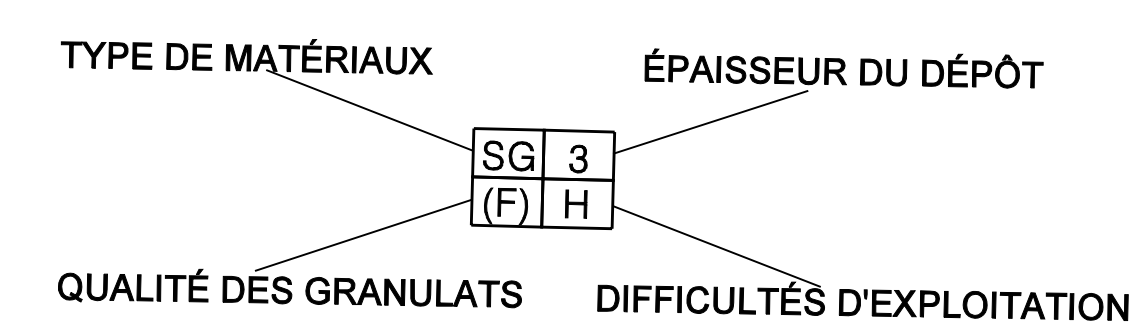 TYPE DE MATÉRIAUX
ÉPAISSEUR DU DÉPÔT
SG 3
(F) H
QUALITÉ DES GRANULATS
DIFFICULTÉS D'EXPLOITATION